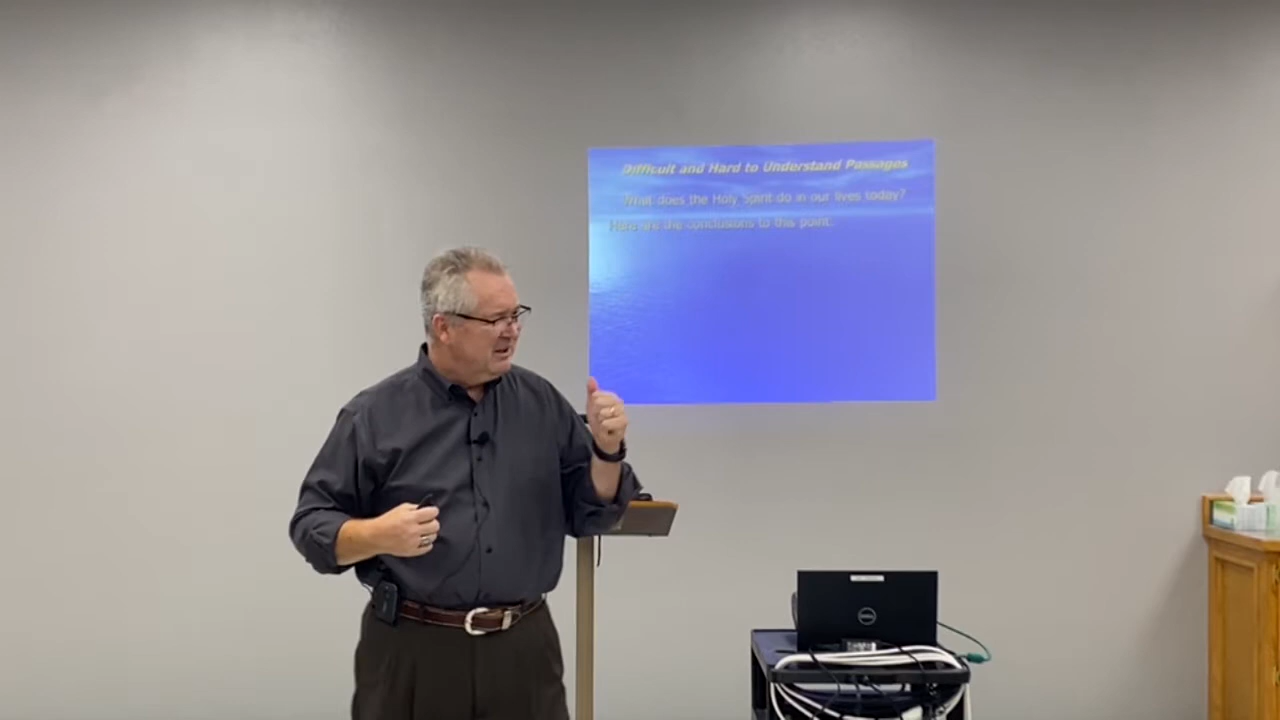 Difficult and Hard to Understand Passages
What does the Holy Spirit do in our lives today?
Here are the conclusions to this point.
DELL